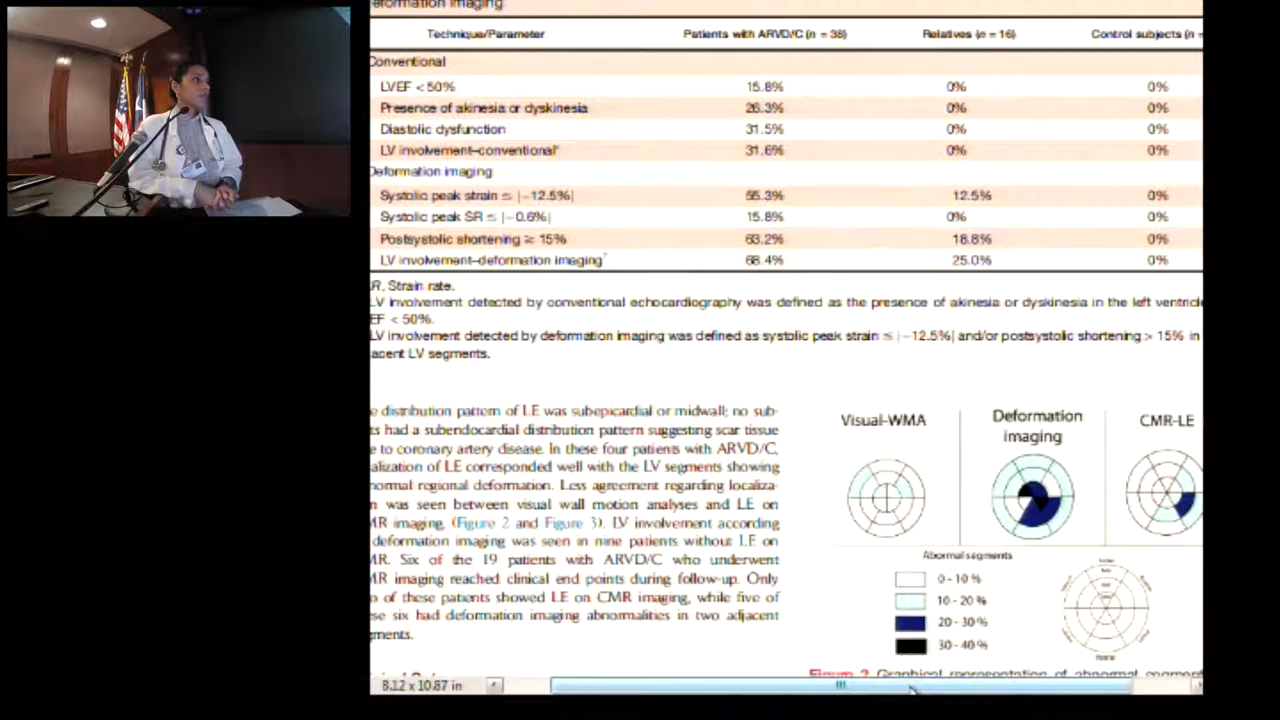 eformation imaging
Technique/Parameter Patients with ARVD/C (n = 38) Relatives (n = 16) Control subjects (n =
Conventional
LVEF < 50% 15.8% 0% 0%
Presence of akinesia or dyskinesia 26.3% 0% 0%
Diastolic dysfunction 31.5% 0% 0%
LV involvement–conventional* 31.6% 0% 0%
Deformation imaging
Systolic peak strain ≤ |−12.5%| 55.3% 12.5% 0%
Systolic peak SR ≤ |−0.6%| 15.8% 0% 0%
Postsystolic shortening ≥ 15% 63.2% 18.8% 0%
LV involvement–deformation imaging† 68.4% 25.0% 0%
R, Strain rate.
LV involvement detected by conventional echocardiography was defined as the presence of akinesia or dyskinesia in the left ventricle
EF < 50%.
LV involvement detected by deformation imaging was defined as systolic peak strain ≤ |−12.5%| and/or postsystolic shortening > 15% in
acent LV segments.
e distribution pattern of LE was subepicardial or midwall; no sub-
ts had a subendocardial distribution pattern suggesting scar tissue
e to coronary artery disease. In these four patients with ARVD/C,
alization of LE corresponded well with the LV segments showing
normal regional deformation. Less agreement regarding localiza-
n was seen between visual wall motion analyses and LE on
MR imaging (Figure 2 and Figure 3). LV involvement according
deformation imaging was seen in nine patients without LE on
MR. Six of the 19 patients with ARVD/C who underwent
MR imaging reached clinical end points during follow-up. Only
o of these patients showed LE on CMR imaging, while five of
ese six had deformation imaging abnormalities in two adjacent
gments.
Visual-WMA
Deformation
imaging
CMR-LE
Abormal segments
0 - 10 %
10 - 20 %
20 - 30 %
30 - 40 %
Figure 2 Graphical representation of abnormal segment
8.12 x 10.87 in